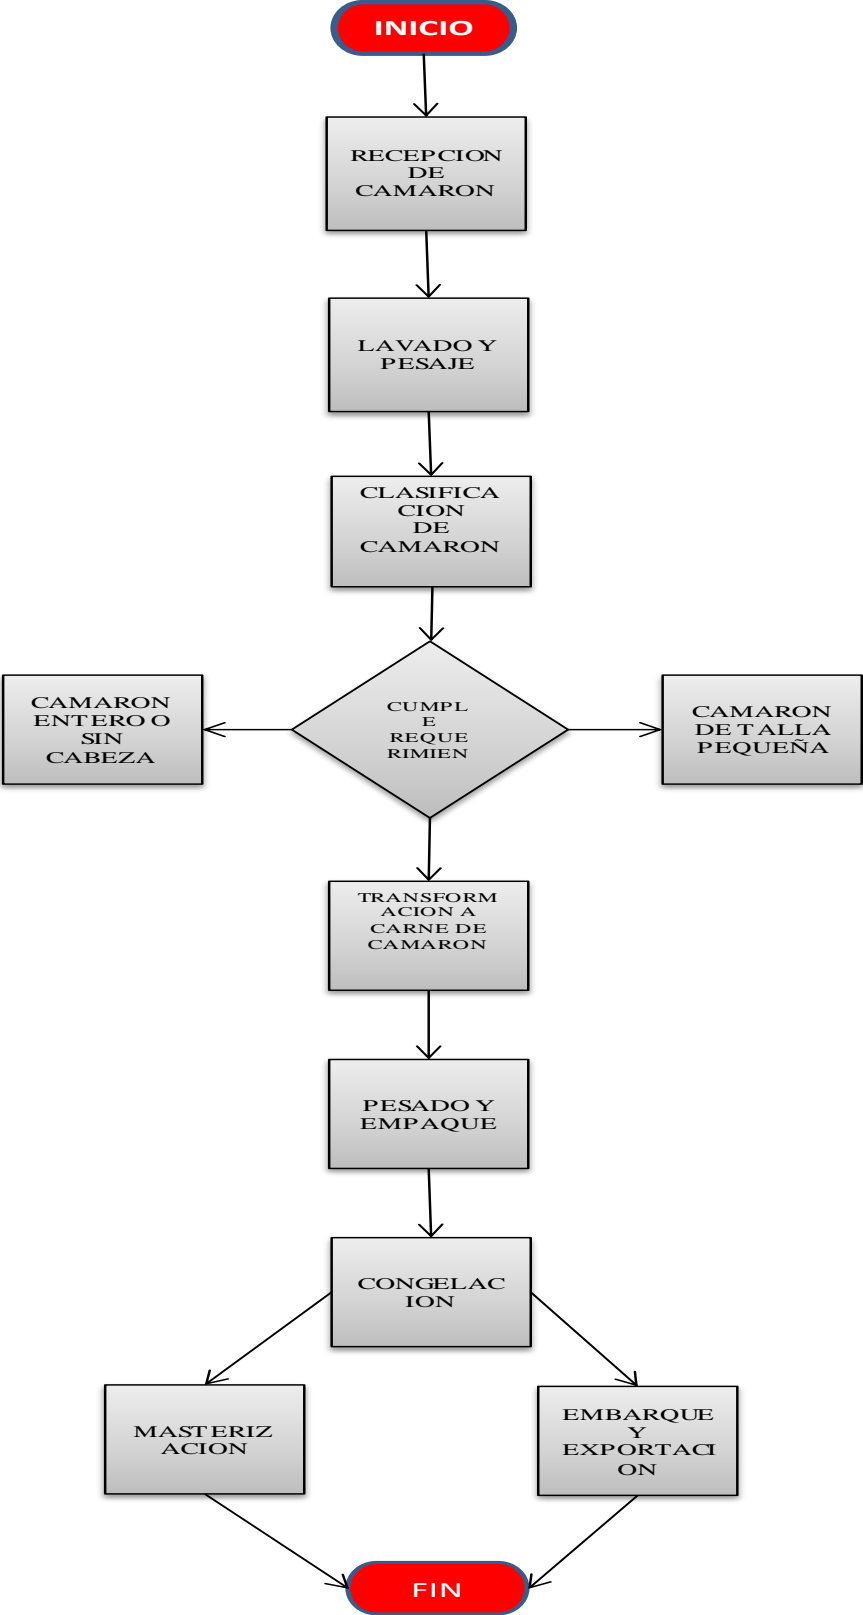 INICIO
RECEPCION
DE
CAMARON
LAVADO Y
PESAJE
CLASIFICA
CION
DE
CAMARON
CAMARON
ENTERO O
SIN
CABEZA
CUMPL
E
REQUE
RIMIEN
CAMARON
DE TALLA
PEQUEÑA
TRANSFORM
ACION A
CARNE DE
CAMARON
PESADO Y
EMPAQUE
CONGELAC
ION
MASTERIZ
ACION
EMBARQUE
Y
EXPORTACI
ON
FIN